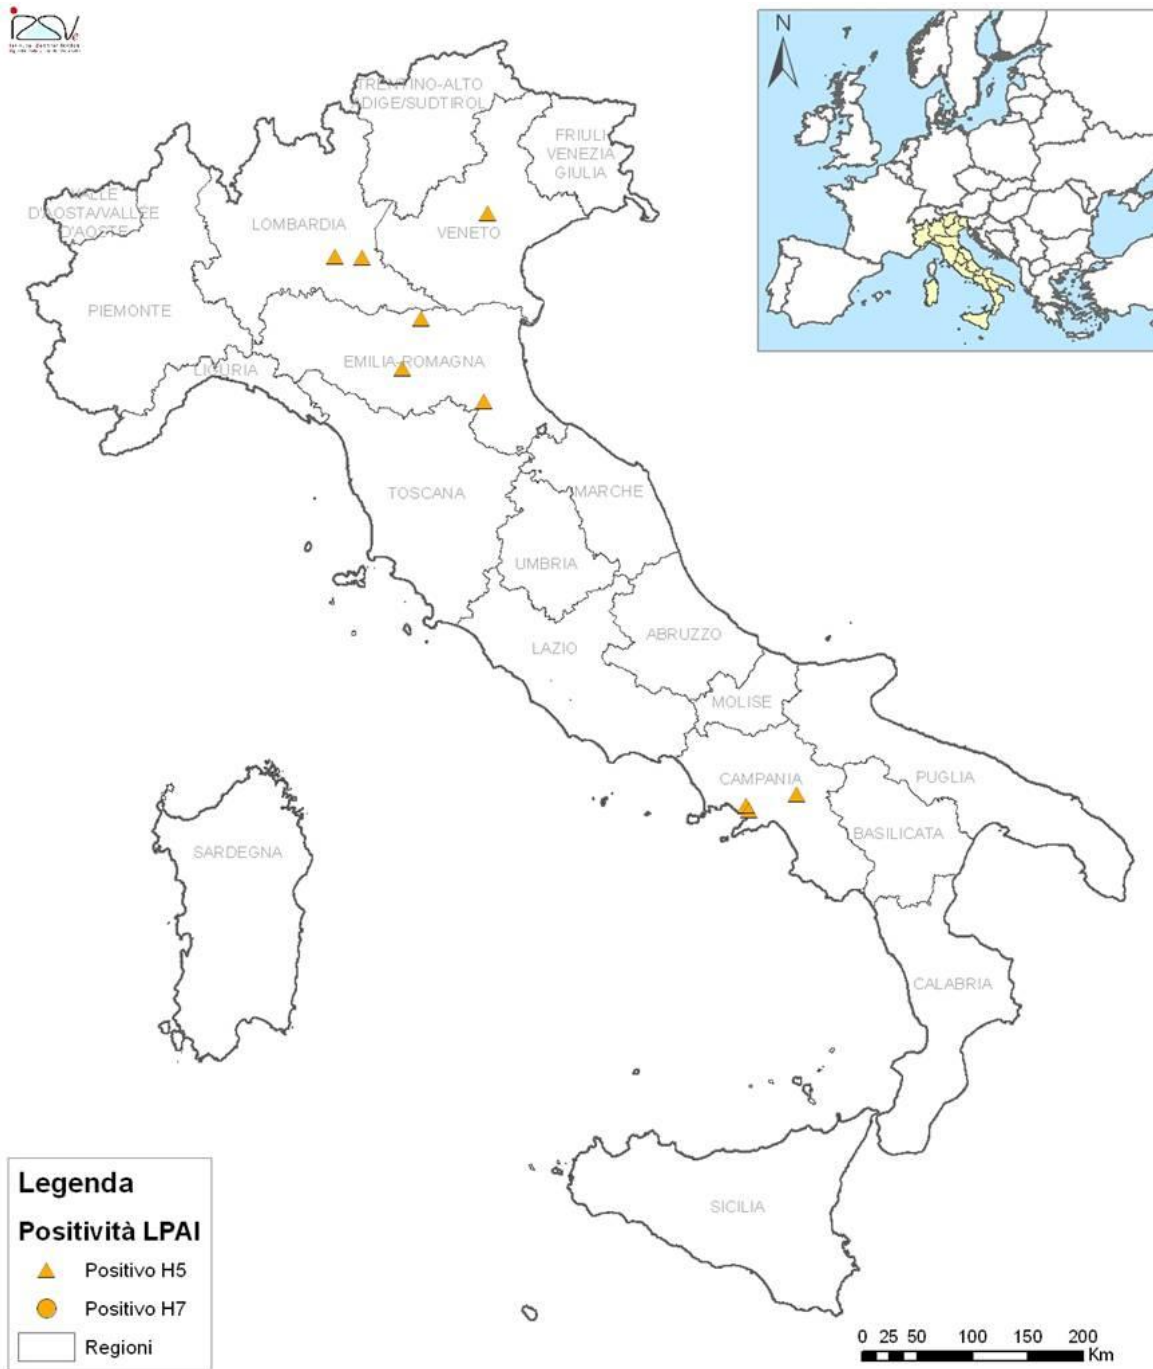 IZSVe
N
TRENTINO-ALTO
ADIGE/SUDTIROL
FRIULI
VENEZIA
GIULIA
VALLE
D'AOSTA/VALLÉE
D'AOSTE
LOMBARDIA
VENETO
PIEMONTE
EMILIA-ROMAGNA
LIGURIA
TOSCANA
MARCHE
UMBRIA
LAZIO
ABRUZZO
MOLISE
CAMPANIA
PUGLIA
BASILICATA
SARDEGNA
CALABRIA
SICILIA
Legenda
Positività LPAI
Positivo H5
Positivo H7
Regioni
0 25 50 100 150 200
Km